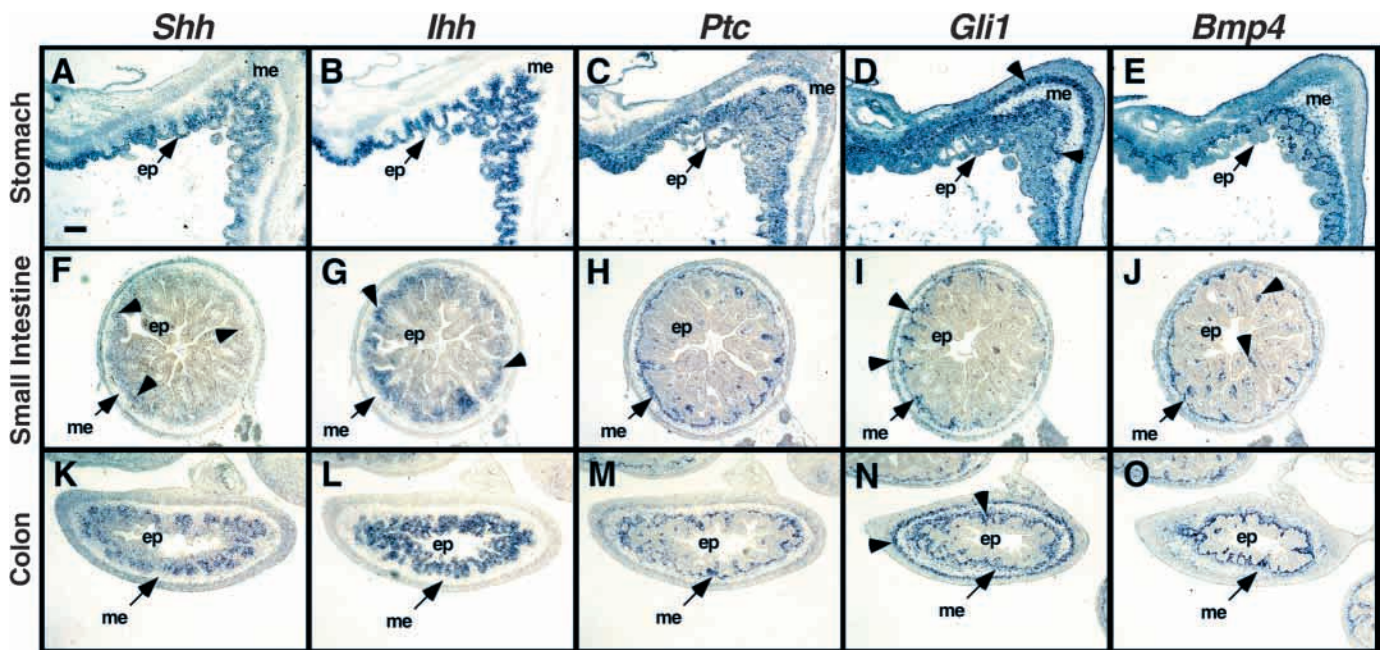 Shh Ihh Ptc Gli1 Bmp4
Stomach
A me ep
B me ep
C me ep
D me ep
E me ep
Small Intestine
F ep me
G ep me
H ep me
I ep me
J ep me
Colon
K ep me
L ep me
M ep me
N ep me
O ep me